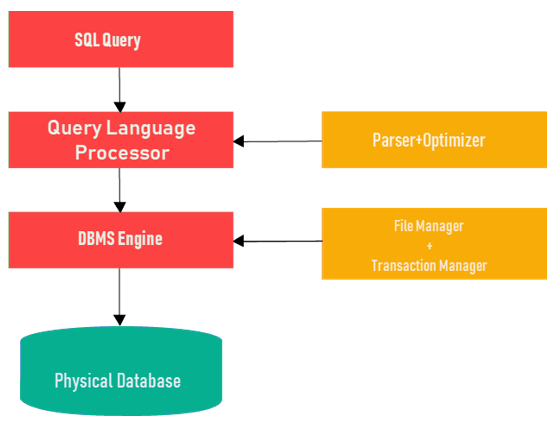 SQL Query
Query Language
Processor
Parser+Optimizer
DBMS Engine
File Manager
+
Transaction Manager
Physical Database